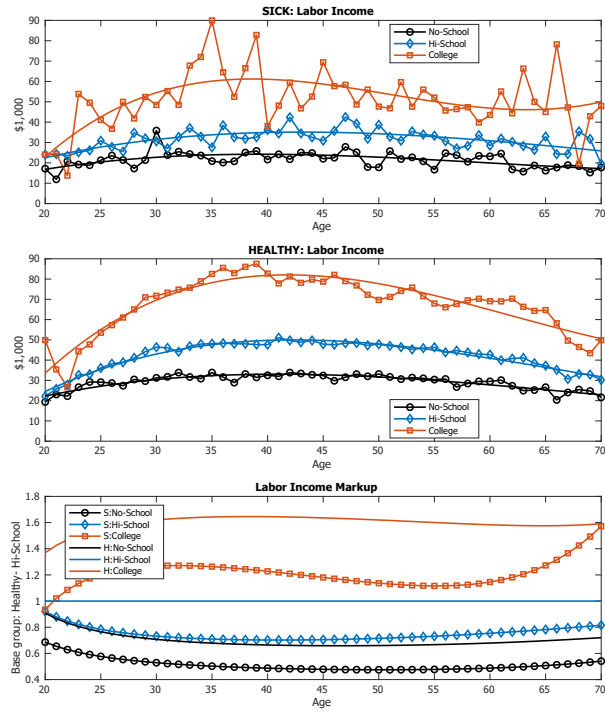 SICK: Labor Income
90
80
70
60
50
40
30
20
10
0
$1,000
No-School
Hi-School
College
20 25 30 35 40 45 50 55 60 65 70
Age
HEALTHY: Labor Income
90
80
70
60
50
40
30
20
10
0
$1,000
No-School
Hi-School
College
20 25 30 35 40 45 50 55 60 65 70
Age
Labor Income Markup
1.8
1.6
1.4
1.2
1
0.8
0.6
0.4
Base group: Healthy- Hi-School
S:No-School
S:Hi-School
S:College
H:No-School
H:Hi-School
H:College
20 25 30 35 40 45 50 55 60 65 70
Age